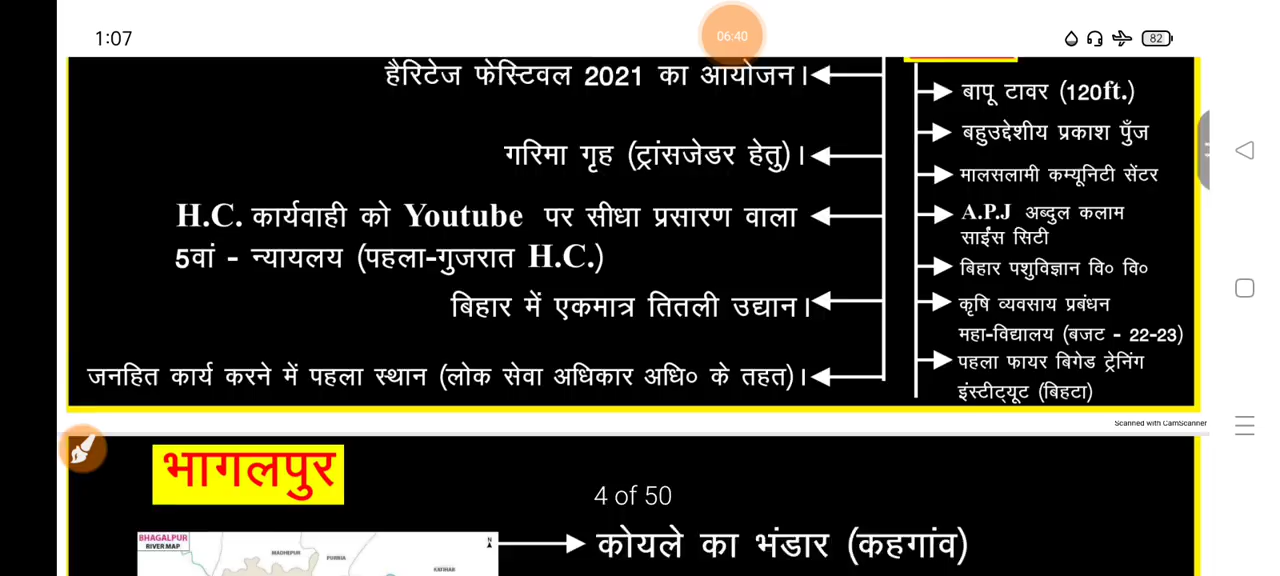 1:07
06:40
82
हैरिटेज फेस्टिवल 2021 का आयोजन।
गरिमा गृह (ट्रांसजेडर हेतु)।
H.C. कार्यवाही को Youtube पर सीधा प्रसारण वाला
5वां - न्यायलय (पहला-गुजरात H.C.)
बिहार में एकमात्र तितली उद्यान।
जनहित कार्य करने में पहला स्थान (लोक सेवा अधिकार अधि० के तहत)।
बापू टावर (120ft.)
बहुउद्देशीय प्रकाश पुँज
मालसलामी कम्यूनिटी सेंटर
A.P.J अब्दुल कलाम
साईंस सिटी
बिहार पशुविज्ञान वि० वि०
कृषि व्यवसाय प्रबंधन
महा-विद्यालय (बजट - 22-23)
पहला फायर बिगेड ट्रेनिंग
इंस्टीट्यूट (बिहटा)
Scanned with CamScanner
भागलपुर
4 of 50
कोयले का भंडार (कहगांव)
BHAGALPUR
RIVER MAP
N
MADHEPUR
PURNIA
KATIHAR